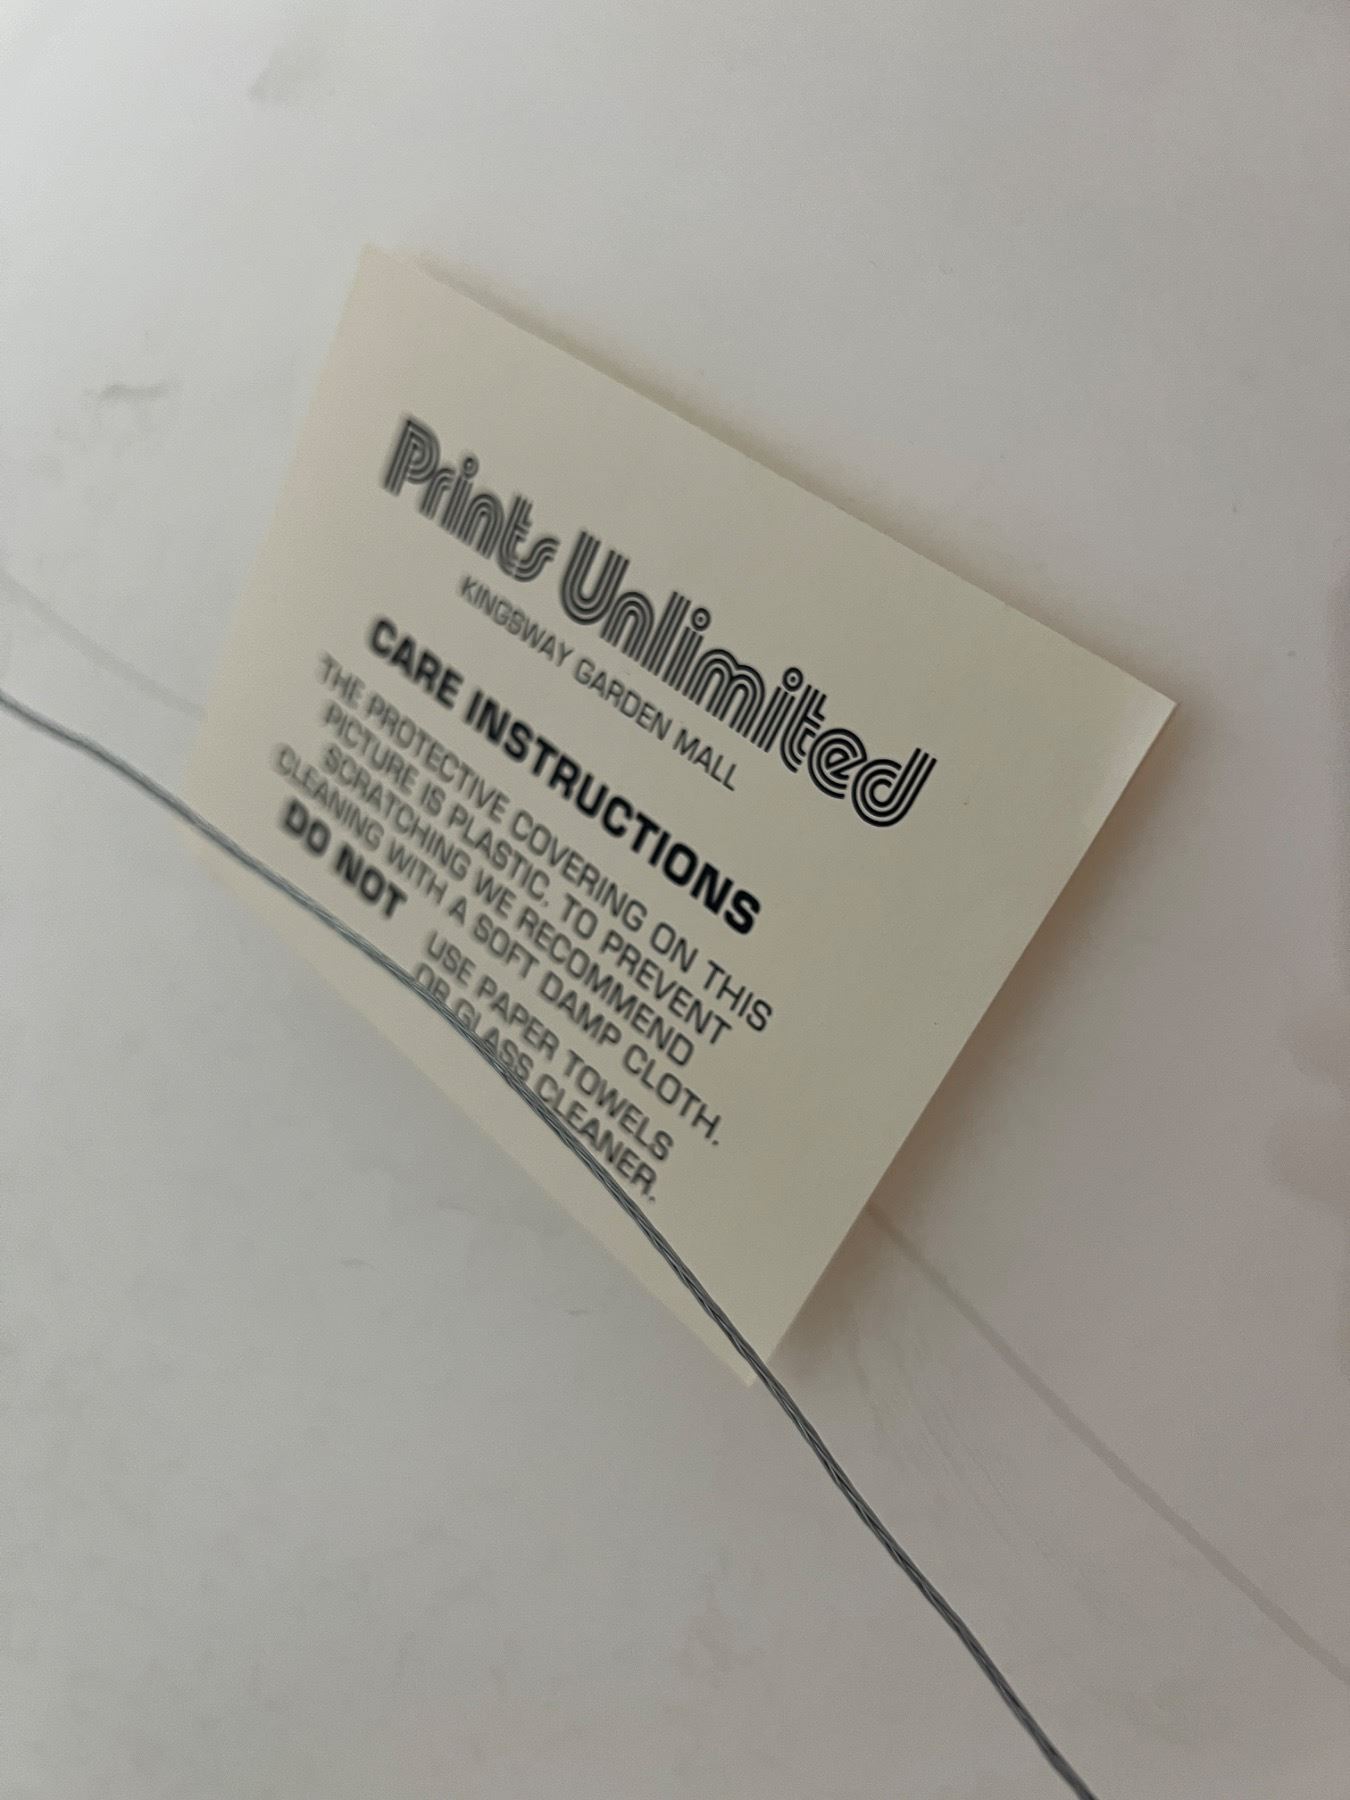 Prints Unlimited
KINGSWAY GARDEN MALL
CARE INSTRUCTIONS
THE PROTECTIVE COVERING ON THIS
PICTURE IS PLASTIC, TO PREVENT
SCRATCHING WE RECOMMEND
CLEANING WITH A SOFT DAMP CLOTH.
DO NOT
USE PAPER TOWELS
OR GLASS CLEANER.